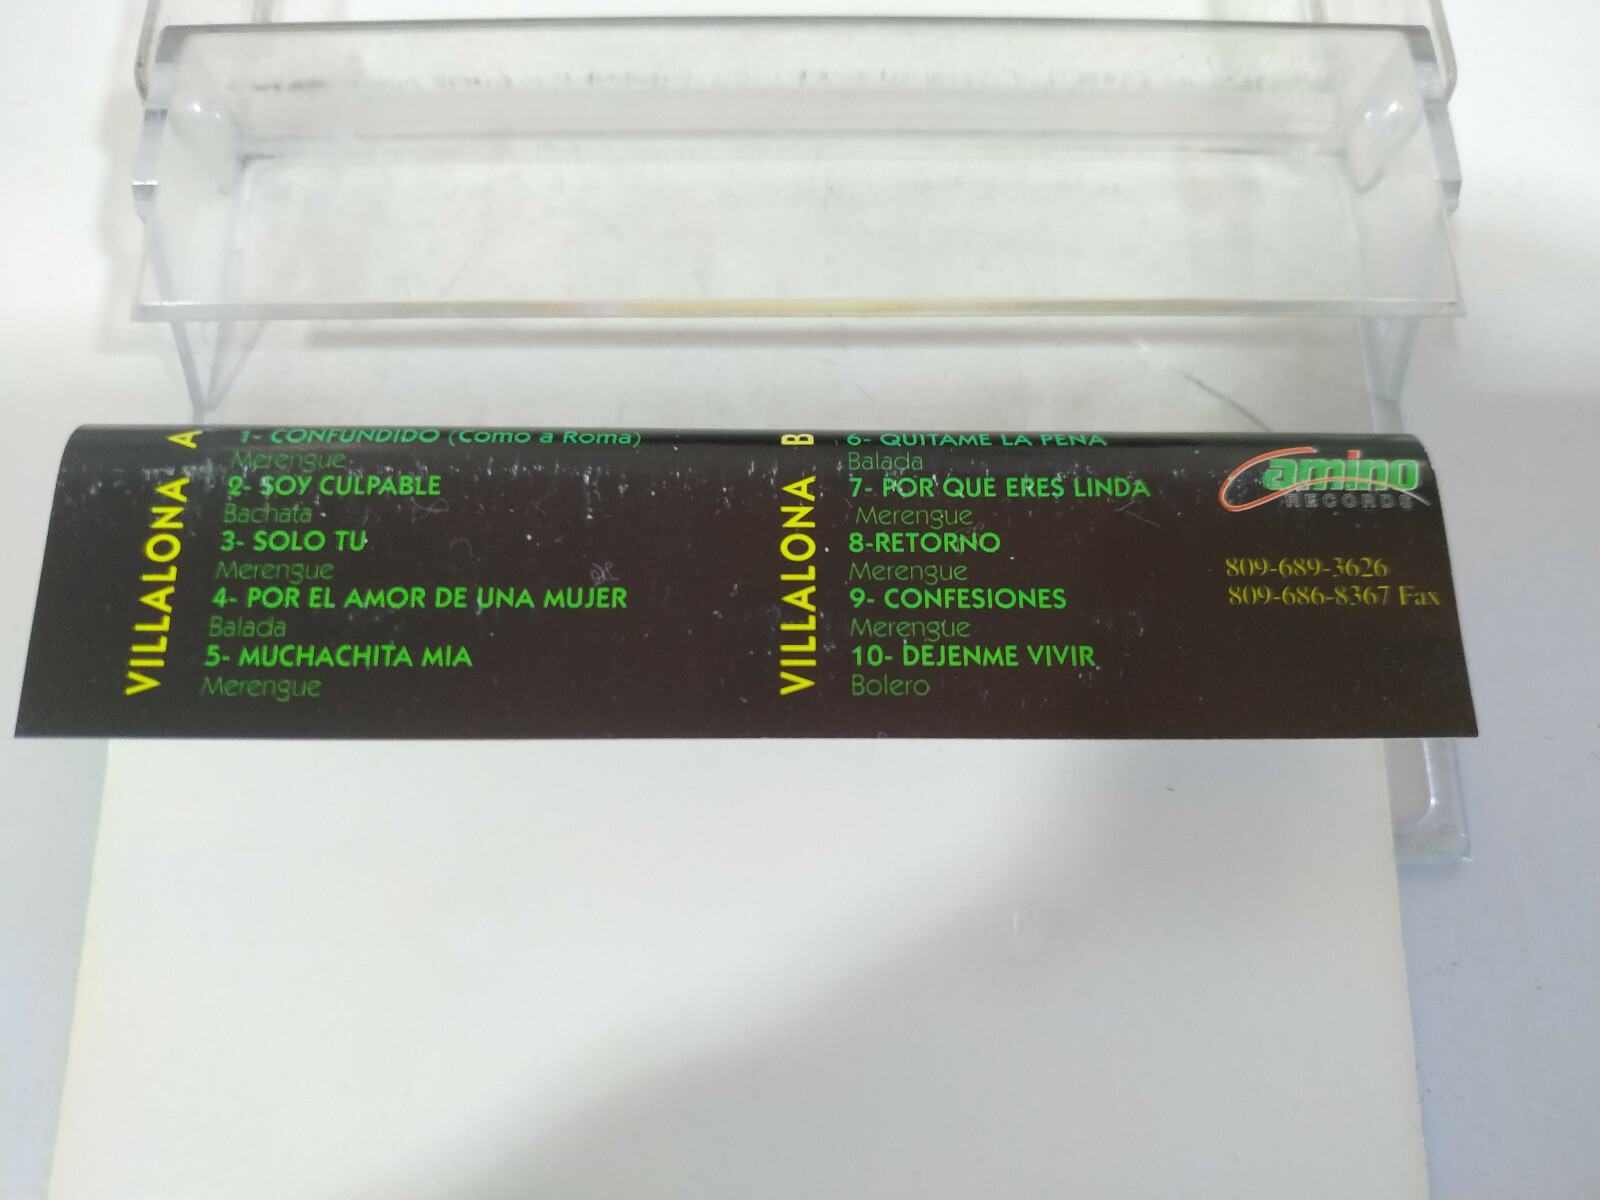 VILLALONA A
1- CONFUNDIDO (Como a Roma)
Merengue
2- SOY CULPABLE
Bachata
3- SOLO TU
Merengue
4- POR EL AMOR DE UNA MUJER
Balada
5- MUCHACHITA MIA
Merengue
VILLALONA B
6- QUITAME LA PENA
Balada
7- POR QUE ERES LINDA
Merengue
8-RETORNO
Merengue
9- CONFESIONES
Merengue
10- DEJENME VIVIR
Bolero
Camino
RECORDS
809-689-3626
809-686-8367 Fax